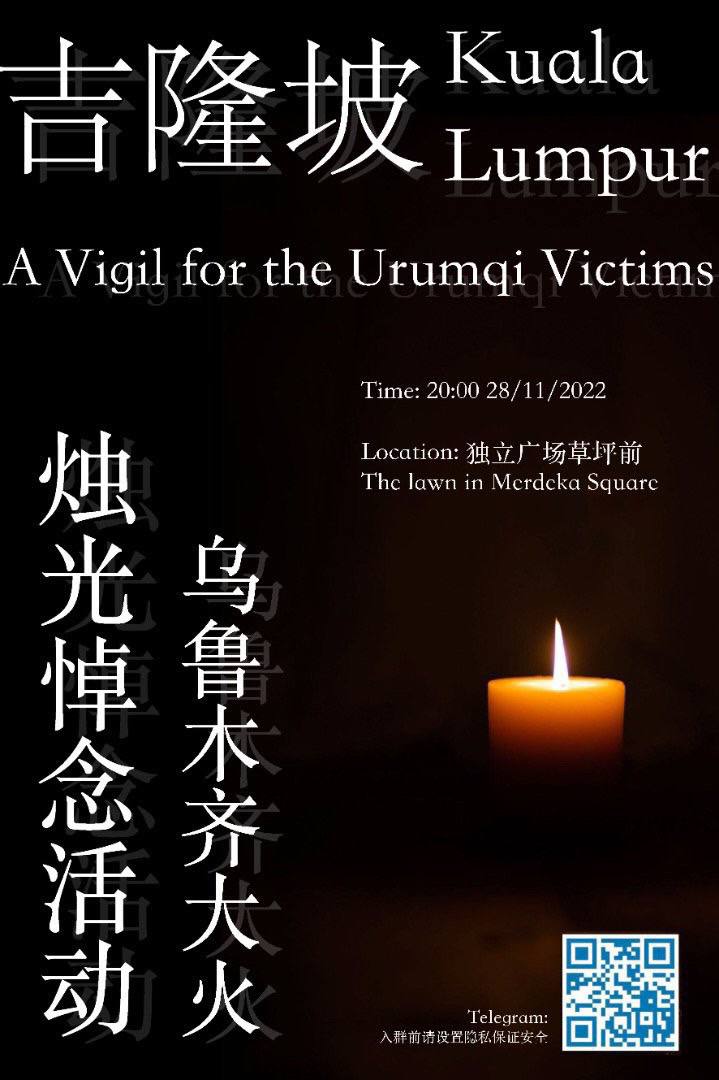 吉隆坡
Kuala
Lumpur
A Vigil for the Urumqi Victims
Time: 20:00 28/11/2022
Location: 独立广场草坪前
The lawn in Merdeka Square
乌鲁木齐大火
烛光悼念活动
Telegram:
入群前请设置隐私保证安全